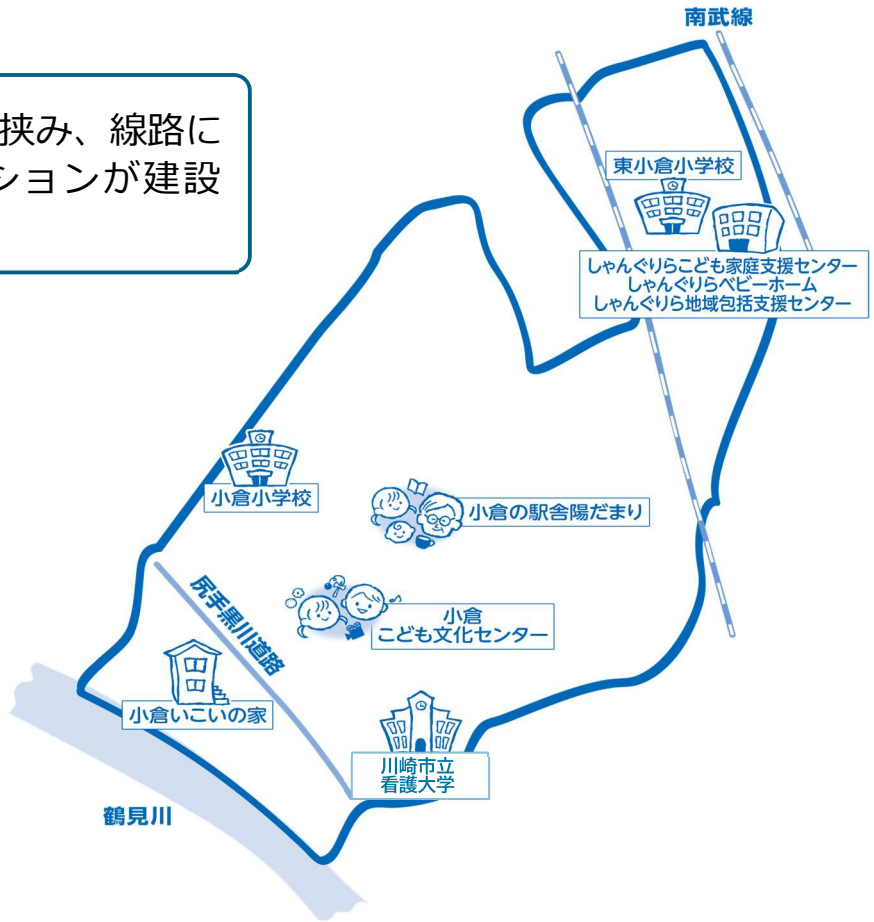 南武線
挟み、線路に
ションが建設
東小倉小学校
しゃんぐりらこども家庭支援センター
しゃんぐりらベビーホーム
しゃんぐりら地域包括支援センター
小倉小学校
小倉の駅舎陽だまり
尻手黒川道路
小倉
こども文化センター
小倉いこいの家
川崎市立
看護大学
鶴見川